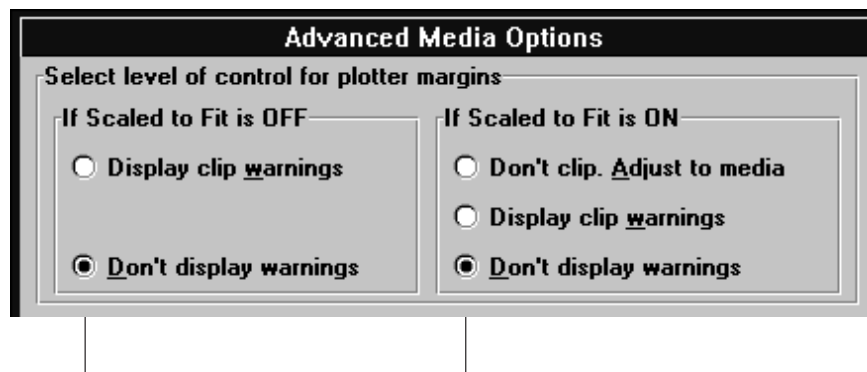 Advanced Media Options
Select level of control for plotter margins
If Scaled to Fit is OFF
Display clip warnings
Don't display warnings
If Scaled to Fit is ON
Don't clip. Adjust to media
Display clip warnings
Don't display warnings